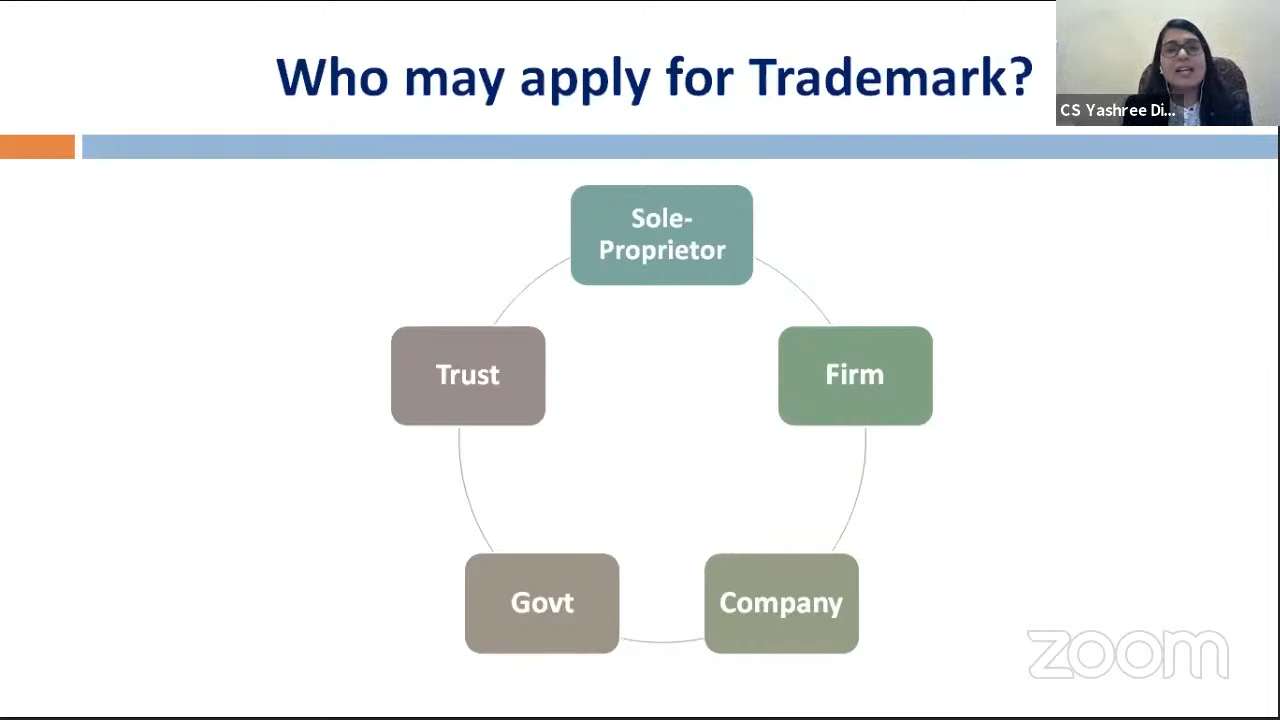 Who may apply for Trademark?
CS Yashree Di...
Sole-
Proprietor
Trust
Firm
Govt
Company
zoom